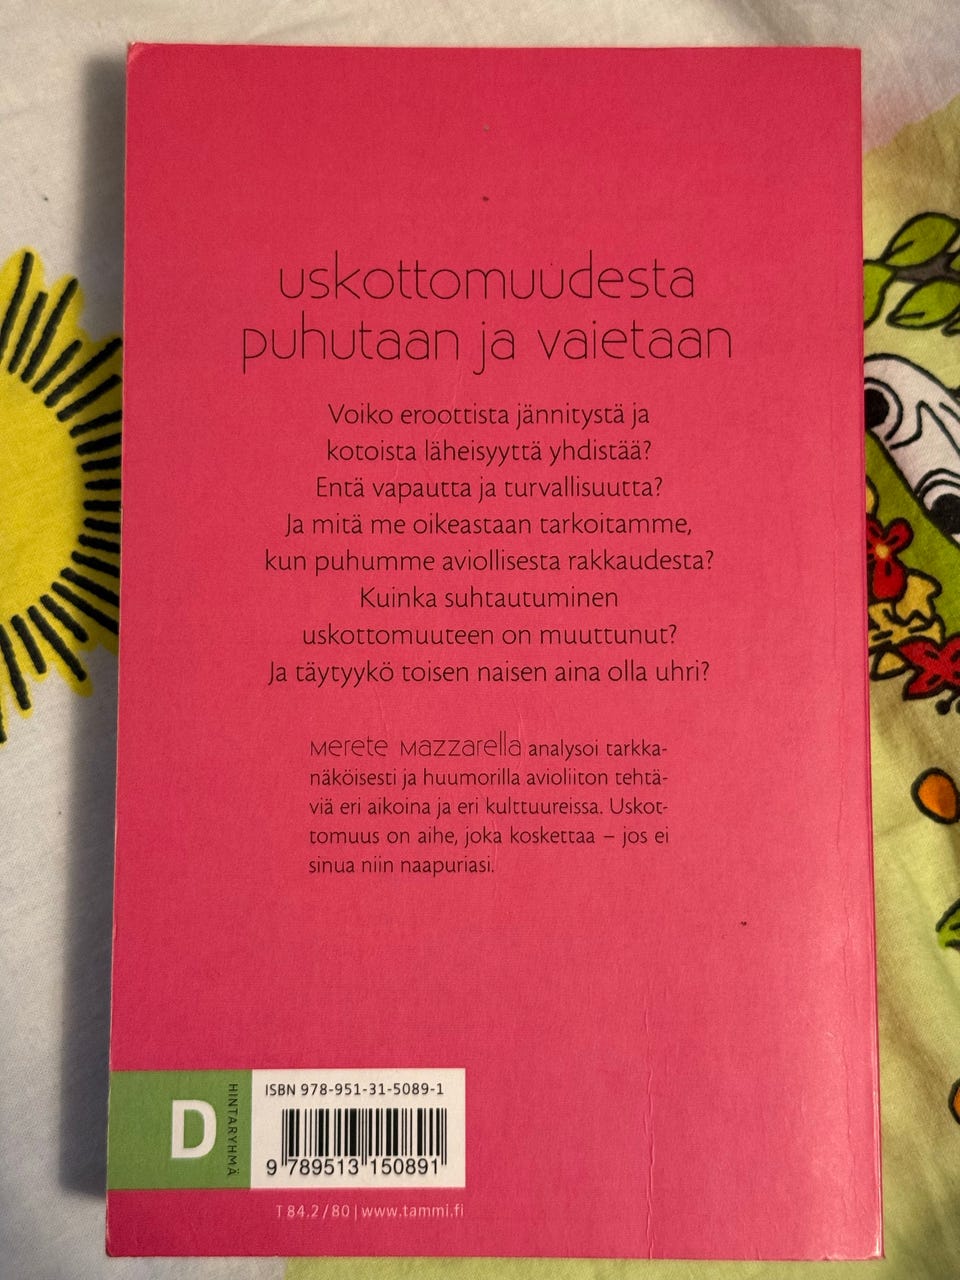 uskottomuudesta
puhutaan ja vaietaan
Voiko eroottista jännitystä ja
kotoista läheisyyttä yhdistää?
Entä vapautta ja turvallisuutta?
Ja mitä me oikeastaan tarkoitamme,
kun puhumme aviollisesta rakkaudesta?
Kuinka suhtautuminen
uskottomuuteen on muuttunut?
Ja täytyykö toisen naisen aina olla uhri?
Merete Mazzarella analysoi tarkka-
näköisesti ja huumorilla avioliiton tehtä-
viä eri aikoina ja eri kulttuureissa. Uskot-
tomuus on aihe, joka koskettaa – jos ei
sinua niin naapuriasi.
D
HINTARYHMÄ
ISBN 978-951-31-5089-1
9 789513 150891
T 84.2 / 80 | www.tammi.fi